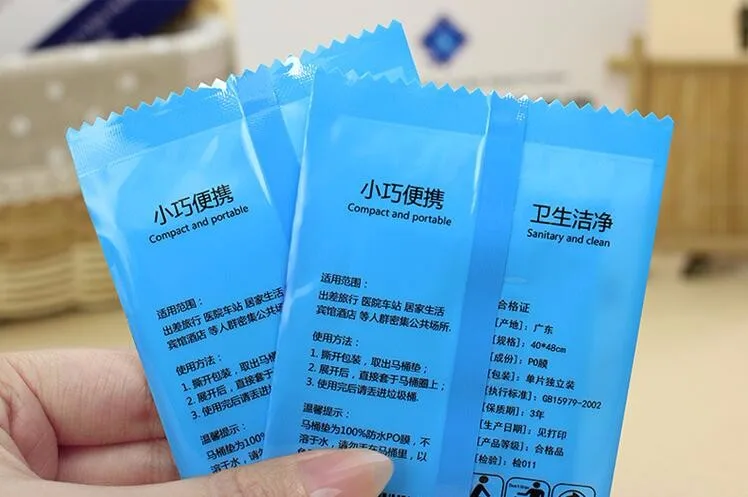 小巧便携
Compact and portable
适用范围：
出差旅行 医院车站 居家生活
宾馆酒店 等人群密集公共场
使用方法：
1. 撕开包装，取出马桶垫；
2. 展开后，直接套于马桶
3. 使用完后请丢进
温馨提示：
马桶垫为100%
溶于水，请
小巧便携
Compact and portable
适用范围：
出差旅行 医院车站 居家生活
宾馆酒店 等人群密集公共场所.
使用方法：
1. 撕开包装，取出马桶垫；
2. 展开后，直接套于马桶圈上；
3. 使用完后请丢进垃圾桶.
温馨提示：
马桶垫为100%防水PO膜，不
溶于水，请勿丢在马桶里，以
卫生洁净
Sanitary and clean
合格证
[产地]：广东
[规格]：40*48cm
[成份]：PO膜
[包装]：单片独立装
[执行标准]：GB15979-2002
[保质期]：3年
[生产日期]：见打印
[产品等级]：合格品
[检验]：检011